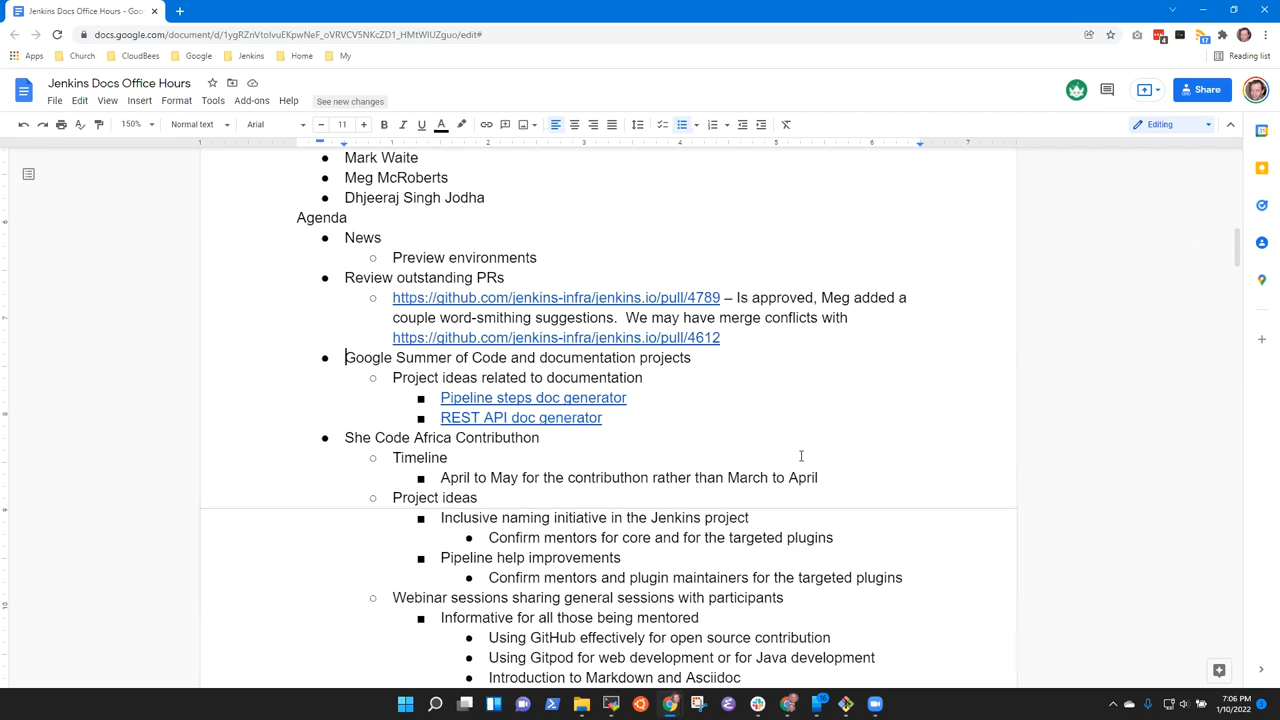 Jenkins Docs Office Hours - Goo
docs.google.com/document/d/1ygRZnVtoIvuEKpwNeF_oVRVCV5NKcZD1_HMtWIUZguo/edit#
Apps Church CloudBees Google Jenkins Home My Reading list
Jenkins Docs Office Hours
File Edit View Insert Format Tools Add-ons Help See new changes
Share
150% Normal text Arial 11 Editing
Mark Waite
Meg McRoberts
Dhjeeraj Singh Jodha
Agenda
News
Preview environments
Review outstanding PRs
https://github.com/jenkins-infra/jenkins.io/pull/4789 – Is approved, Meg added a
couple word-smithing suggestions. We may have merge conflicts with
https://github.com/jenkins-infra/jenkins.io/pull/4612
Google Summer of Code and documentation projects
Project ideas related to documentation
Pipeline steps doc generator
REST API doc generator
She Code Africa Contributhon
Timeline
April to May for the contributhon rather than March to April
Project ideas
Inclusive naming initiative in the Jenkins project
Confirm mentors for core and for the targeted plugins
Pipeline help improvements
Confirm mentors and plugin maintainers for the targeted plugins
Webinar sessions sharing general sessions with participants
Informative for all those being mentored
Using GitHub effectively for open source contribution
Using Gitpod for web development or for Java development
Introduction to Markdown and Asciidoc
7:06 PM
1/10/2022